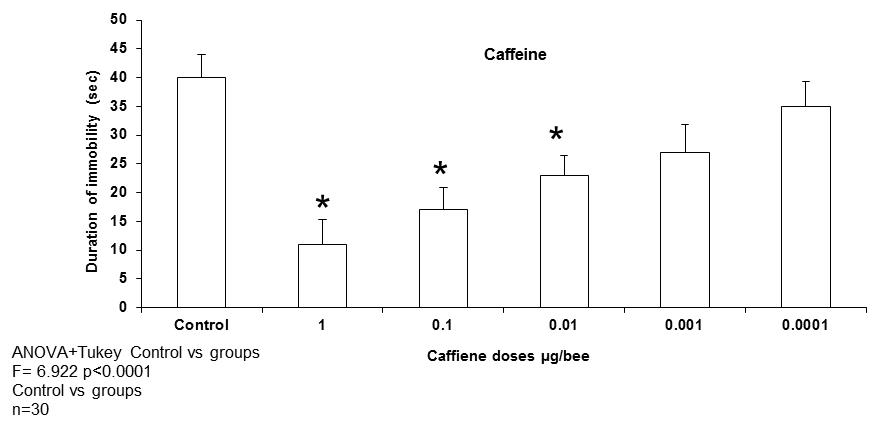 50
45
Caffeine
40
35
30
25
20
15
10
5
0
Duration of immobility (sec)
*
*
*
Control 1 0.1 0.01 0.001 0.0001
Caffiene doses µg/bee
ANOVA+Tukey Control vs groups
F= 6.922 p<0.0001
Control vs groups
n=30